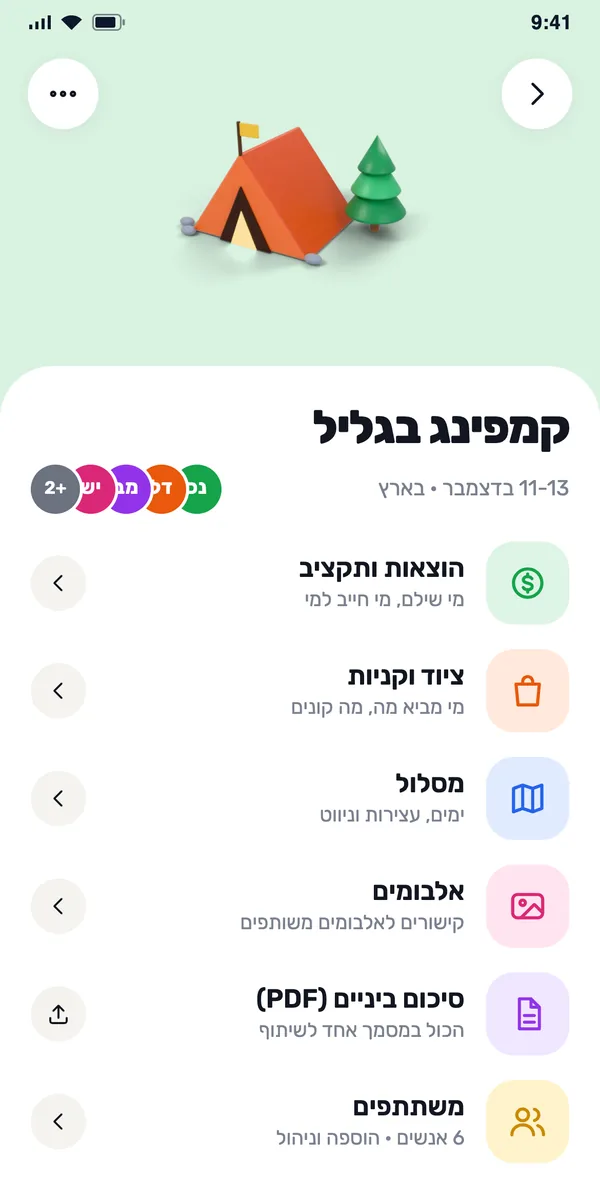 9:41
קמפינג בגליל
11-13 בדצמבר • בארץ
נס דל מב יש +2
הוצאות ותקציב
מי שילם, מי חייב למי
ציוד וקניות
מי מביא מה, מה קונים
מסלול
ימים, עצירות וניווט
אלבומים
קישורים לאלבומים משותפים
סיכום ביניים (PDF)
הכול במסמך אחד לשיתוף
משתתפים
6 אנשים • הוספה וניהול